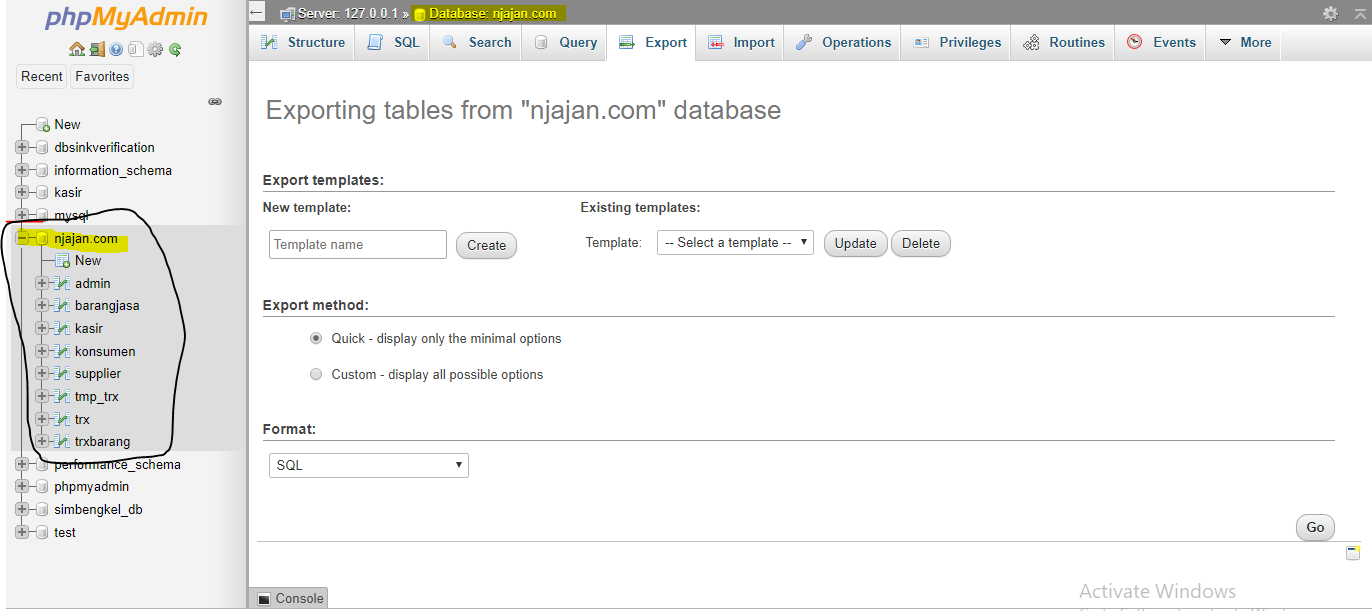 phpMyAdmin
Recent Favorites
New
dbsinkverification
information_schema
kasir
mysql
njajan.com
New
admin
barangjasa
kasir
konsumen
supplier
tmp_trx
trx
trxbarang
performance_schema
phpmyadmin
simbengkel_db
test
Server: 127.0.0.1 » Database: njajan.com
Structure SQL Search Query Export Import Operations Privileges Routines Events More
Exporting tables from "njajan.com" database
Export templates:
New template: Existing templates:
Template name Create Template: -- Select a template -- Update Delete
Export method:
Quick - display only the minimal options
Custom - display all possible options
Format:
SQL
Go
Console
Activate Windows